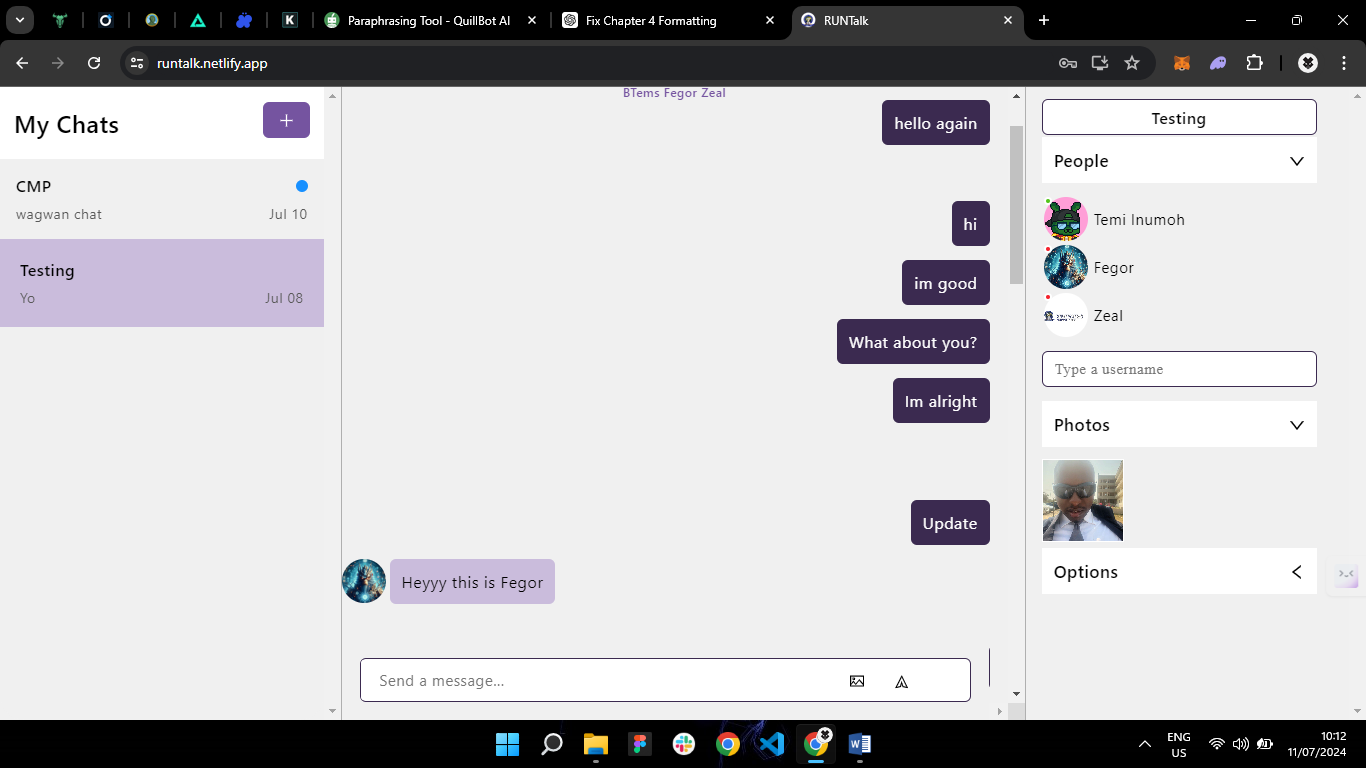 Paraphrasing Tool - QuillBot AI
Fix Chapter 4 Formatting
RUNTalk
runtalk.netlify.app
My Chats
+
CMP
wagwan chat
Jul 10
Testing
Yo
Jul 08
BTems Fegor Zeal
hello again
hi
im good
What about you?
Im alright
Update
Heyyy this is Fegor
Send a message...
Testing
People
Temi Inumoh
Fegor
Zeal
Type a username
Photos
Options
ENG
US
10:12
11/07/2024